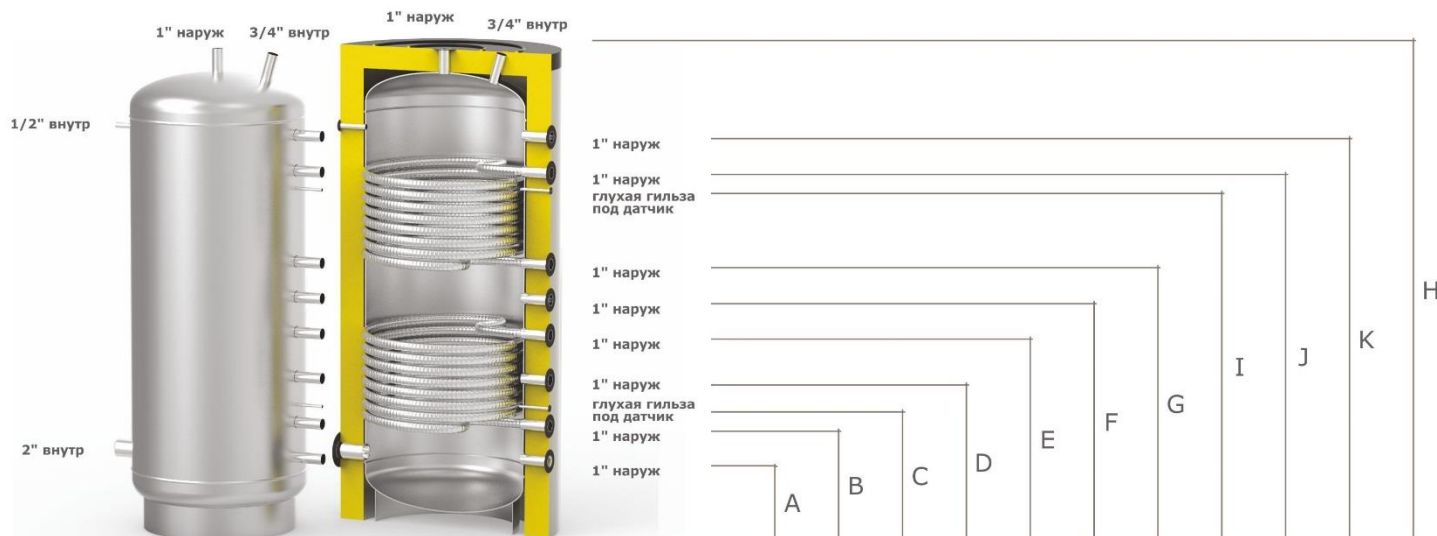 1" наруж
3/4" внутр
1" наруж
3/4" внутр
1/2" внутр
2" внутр
1" наруж
1" наруж
глухая гильза
под датчик
1" наруж
1" наруж
1" наруж
1" наруж
глухая гильза
под датчик
1" наруж
1" наруж
H
K
J
I
G
F
E
D
C
B
A